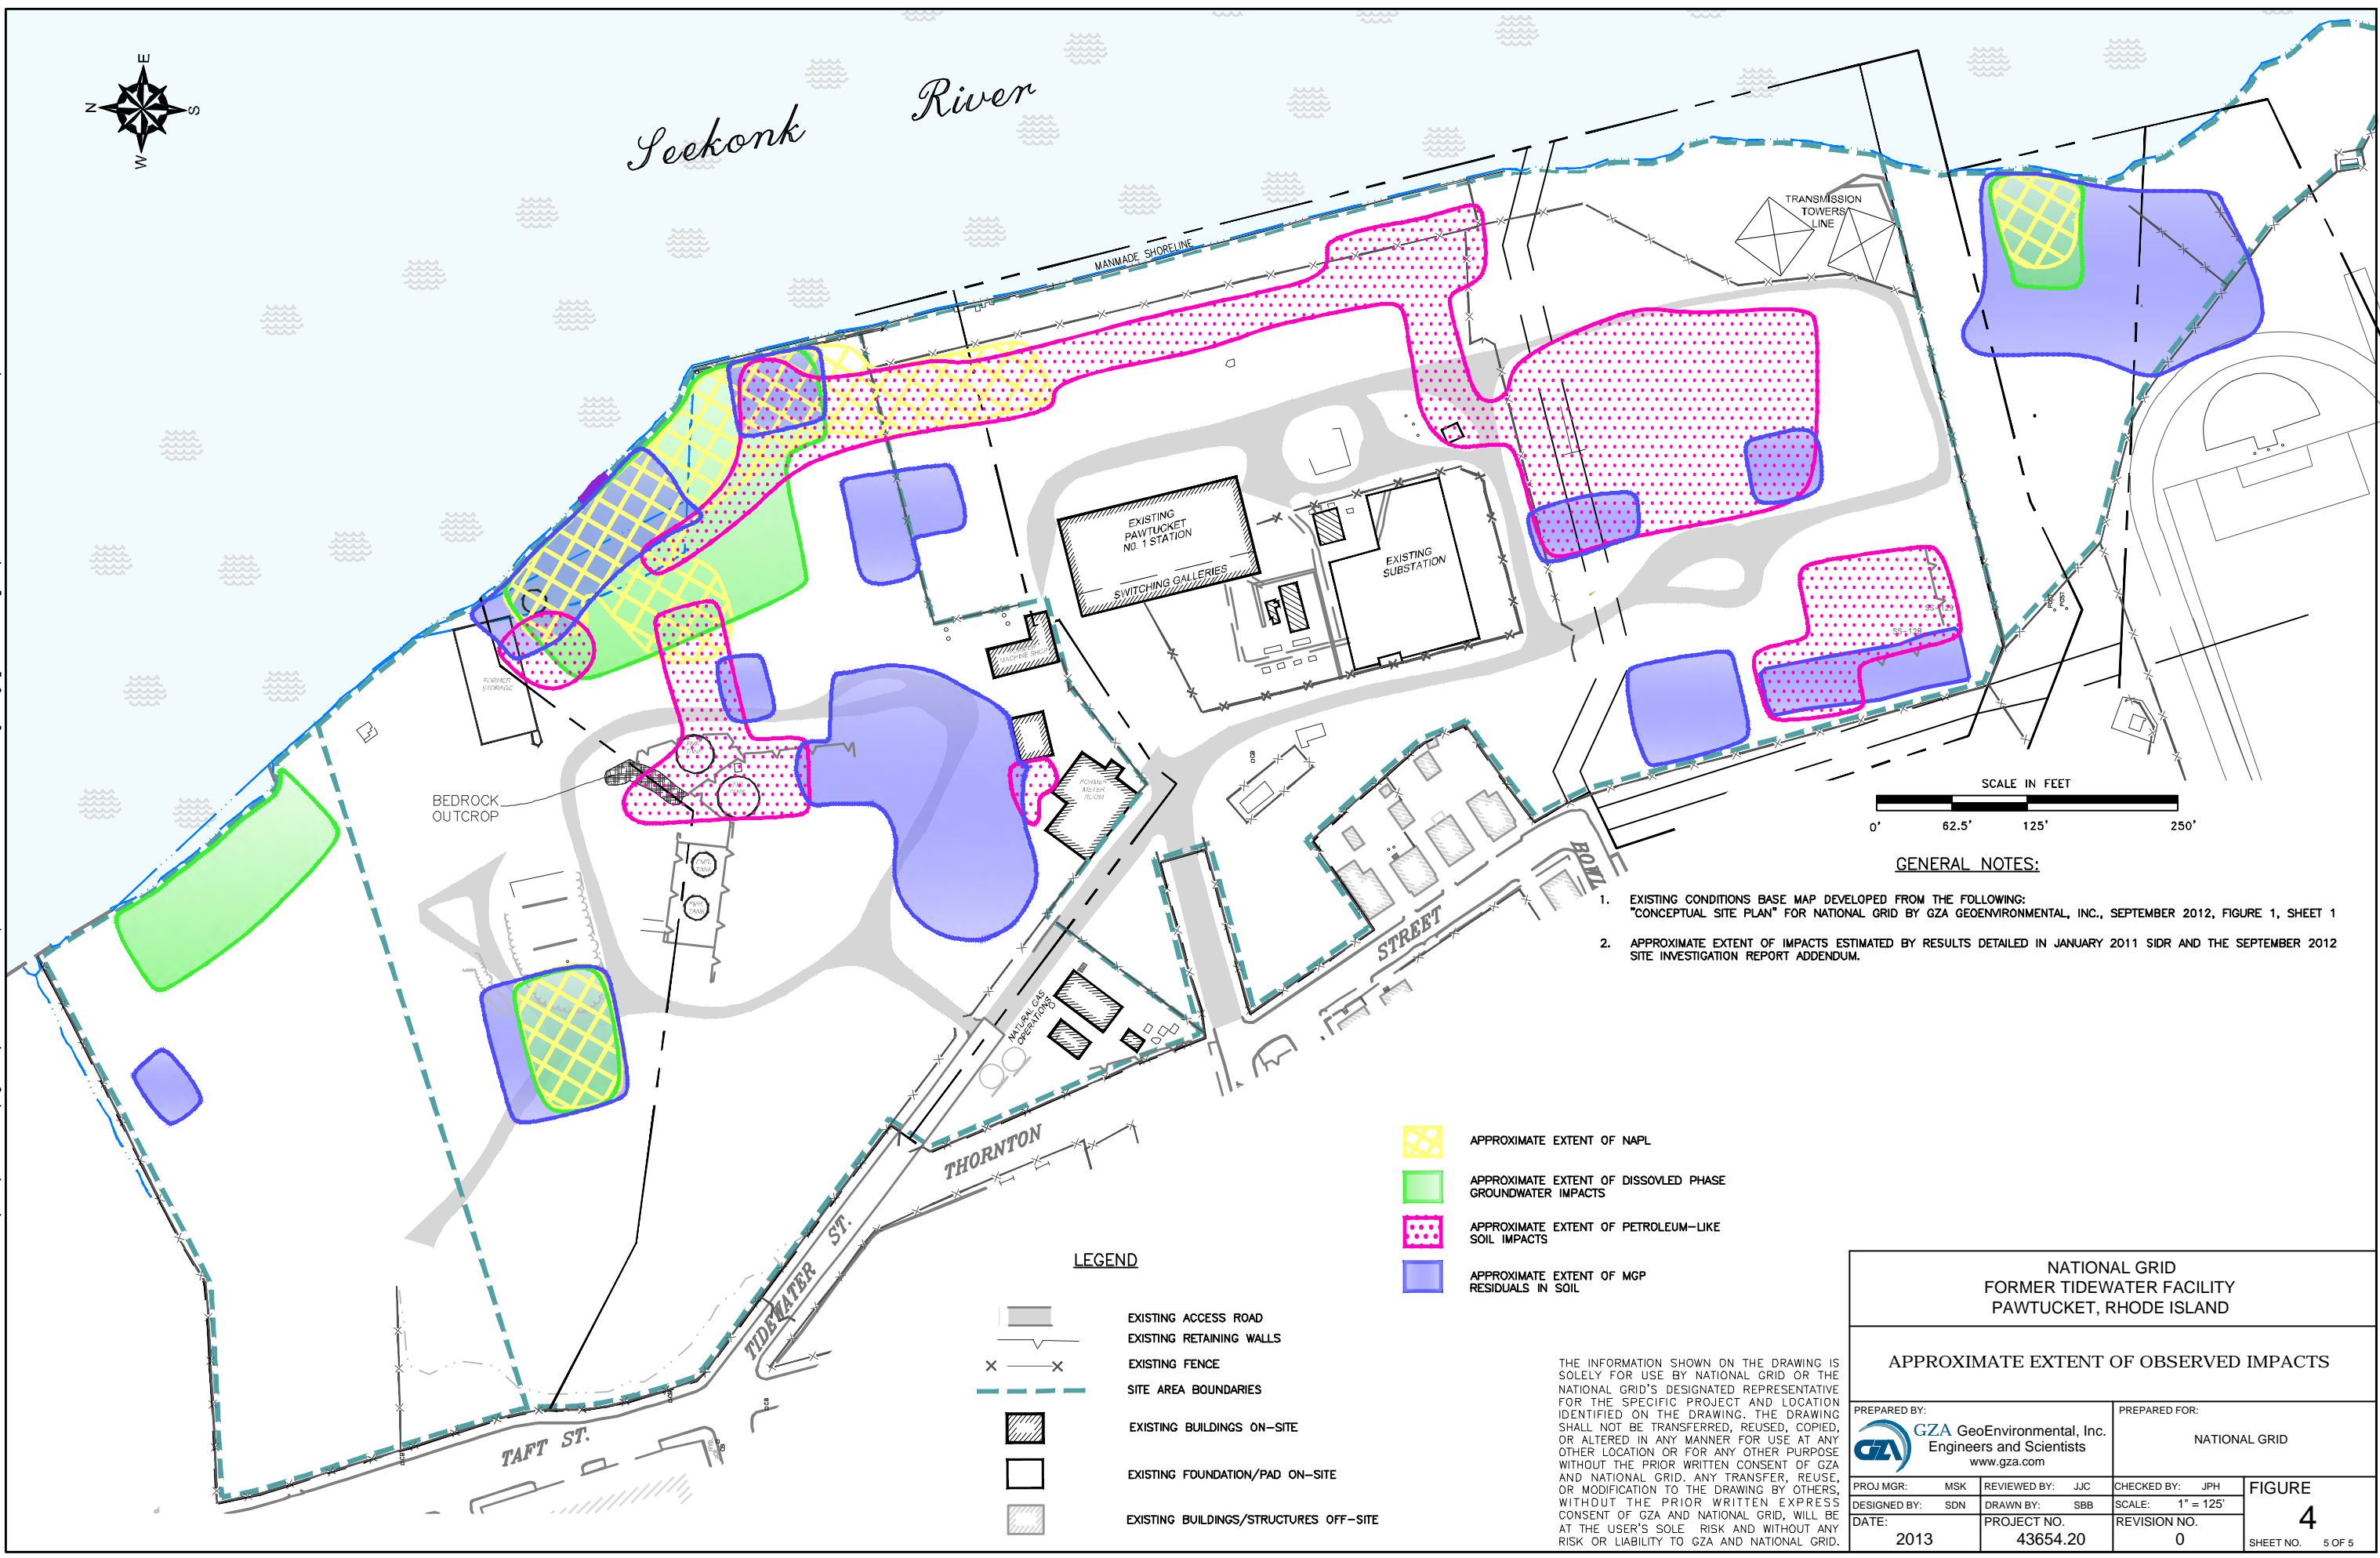 E
N
S
W
Seekonk River
MANMADE SHORELINE
TRANSMISSION
TOWERS
LINE
EXISTING
PAWTUCKET
NO. 1 STATION
SWITCHING GALLERIES
EXISTING
SUBSTATION
MACHINE SHOP
FORMER
STORAGE
FORMER
METER
ROOM
BEDROCK
OUTCROP
SS-129
SS-128
POST
NATURAL GAS
OPERATIONS
STREET
THORNTON
TIDEWATER ST.
TAFT ST.
SCALE IN FEET
0' 62.5' 125' 250'
GENERAL NOTES:
1. EXISTING CONDITIONS BASE MAP DEVELOPED FROM THE FOLLOWING:
"CONCEPTUAL SITE PLAN" FOR NATIONAL GRID BY GZA GEOENVIRONMENTAL, INC., SEPTEMBER 2012, FIGURE 1, SHEET 1
2. APPROXIMATE EXTENT OF IMPACTS ESTIMATED BY RESULTS DETAILED IN JANUARY 2011 SIDR AND THE SEPTEMBER 2012
SITE INVESTIGATION REPORT ADDENDUM.
APPROXIMATE EXTENT OF NAPL
APPROXIMATE EXTENT OF DISSOVLED PHASE
GROUNDWATER IMPACTS
APPROXIMATE EXTENT OF PETROLEUM-LIKE
SOIL IMPACTS
APPROXIMATE EXTENT OF MGP
RESIDUALS IN SOIL
LEGEND
EXISTING ACCESS ROAD
EXISTING RETAINING WALLS
EXISTING FENCE
SITE AREA BOUNDARIES
EXISTING BUILDINGS ON-SITE
EXISTING FOUNDATION/PAD ON-SITE
EXISTING BUILDINGS/STRUCTURES OFF-SITE
THE INFORMATION SHOWN ON THE DRAWING IS
SOLELY FOR USE BY NATIONAL GRID OR THE
NATIONAL GRID'S DESIGNATED REPRESENTATIVE
FOR THE SPECIFIC PROJECT AND LOCATION
IDENTIFIED ON THE DRAWING. THE DRAWING
SHALL NOT BE TRANSFERRED, REUSED, COPIED,
OR ALTERED IN ANY MANNER FOR USE AT ANY
OTHER LOCATION OR FOR ANY OTHER PURPOSE
WITHOUT THE PRIOR WRITTEN CONSENT OF GZA
AND NATIONAL GRID. ANY TRANSFER, REUSE,
OR MODIFICATION TO THE DRAWING BY OTHERS,
WITHOUT THE PRIOR WRITTEN EXPRESS
CONSENT OF GZA AND NATIONAL GRID, WILL BE
AT THE USER'S SOLE RISK AND WITHOUT ANY
RISK OR LIABILITY TO GZA AND NATIONAL GRID.
NATIONAL GRID
FORMER TIDEWATER FACILITY
PAWTUCKET, RHODE ISLAND
APPROXIMATE EXTENT OF OBSERVED IMPACTS
PREPARED BY:
GZA GeoEnvironmental, Inc.
Engineers and Scientists
www.gza.com
GZA
PREPARED FOR:
NATIONAL GRID
PROJ MGR: MSK REVIEWED BY: JJC CHECKED BY: JPH
DESIGNED BY: SDN DRAWN BY: SBB SCALE: 1" = 125'
DATE: 2013 PROJECT NO. 43654.20 REVISION NO. 0
FIGURE
4
SHEET NO. 5 OF 5